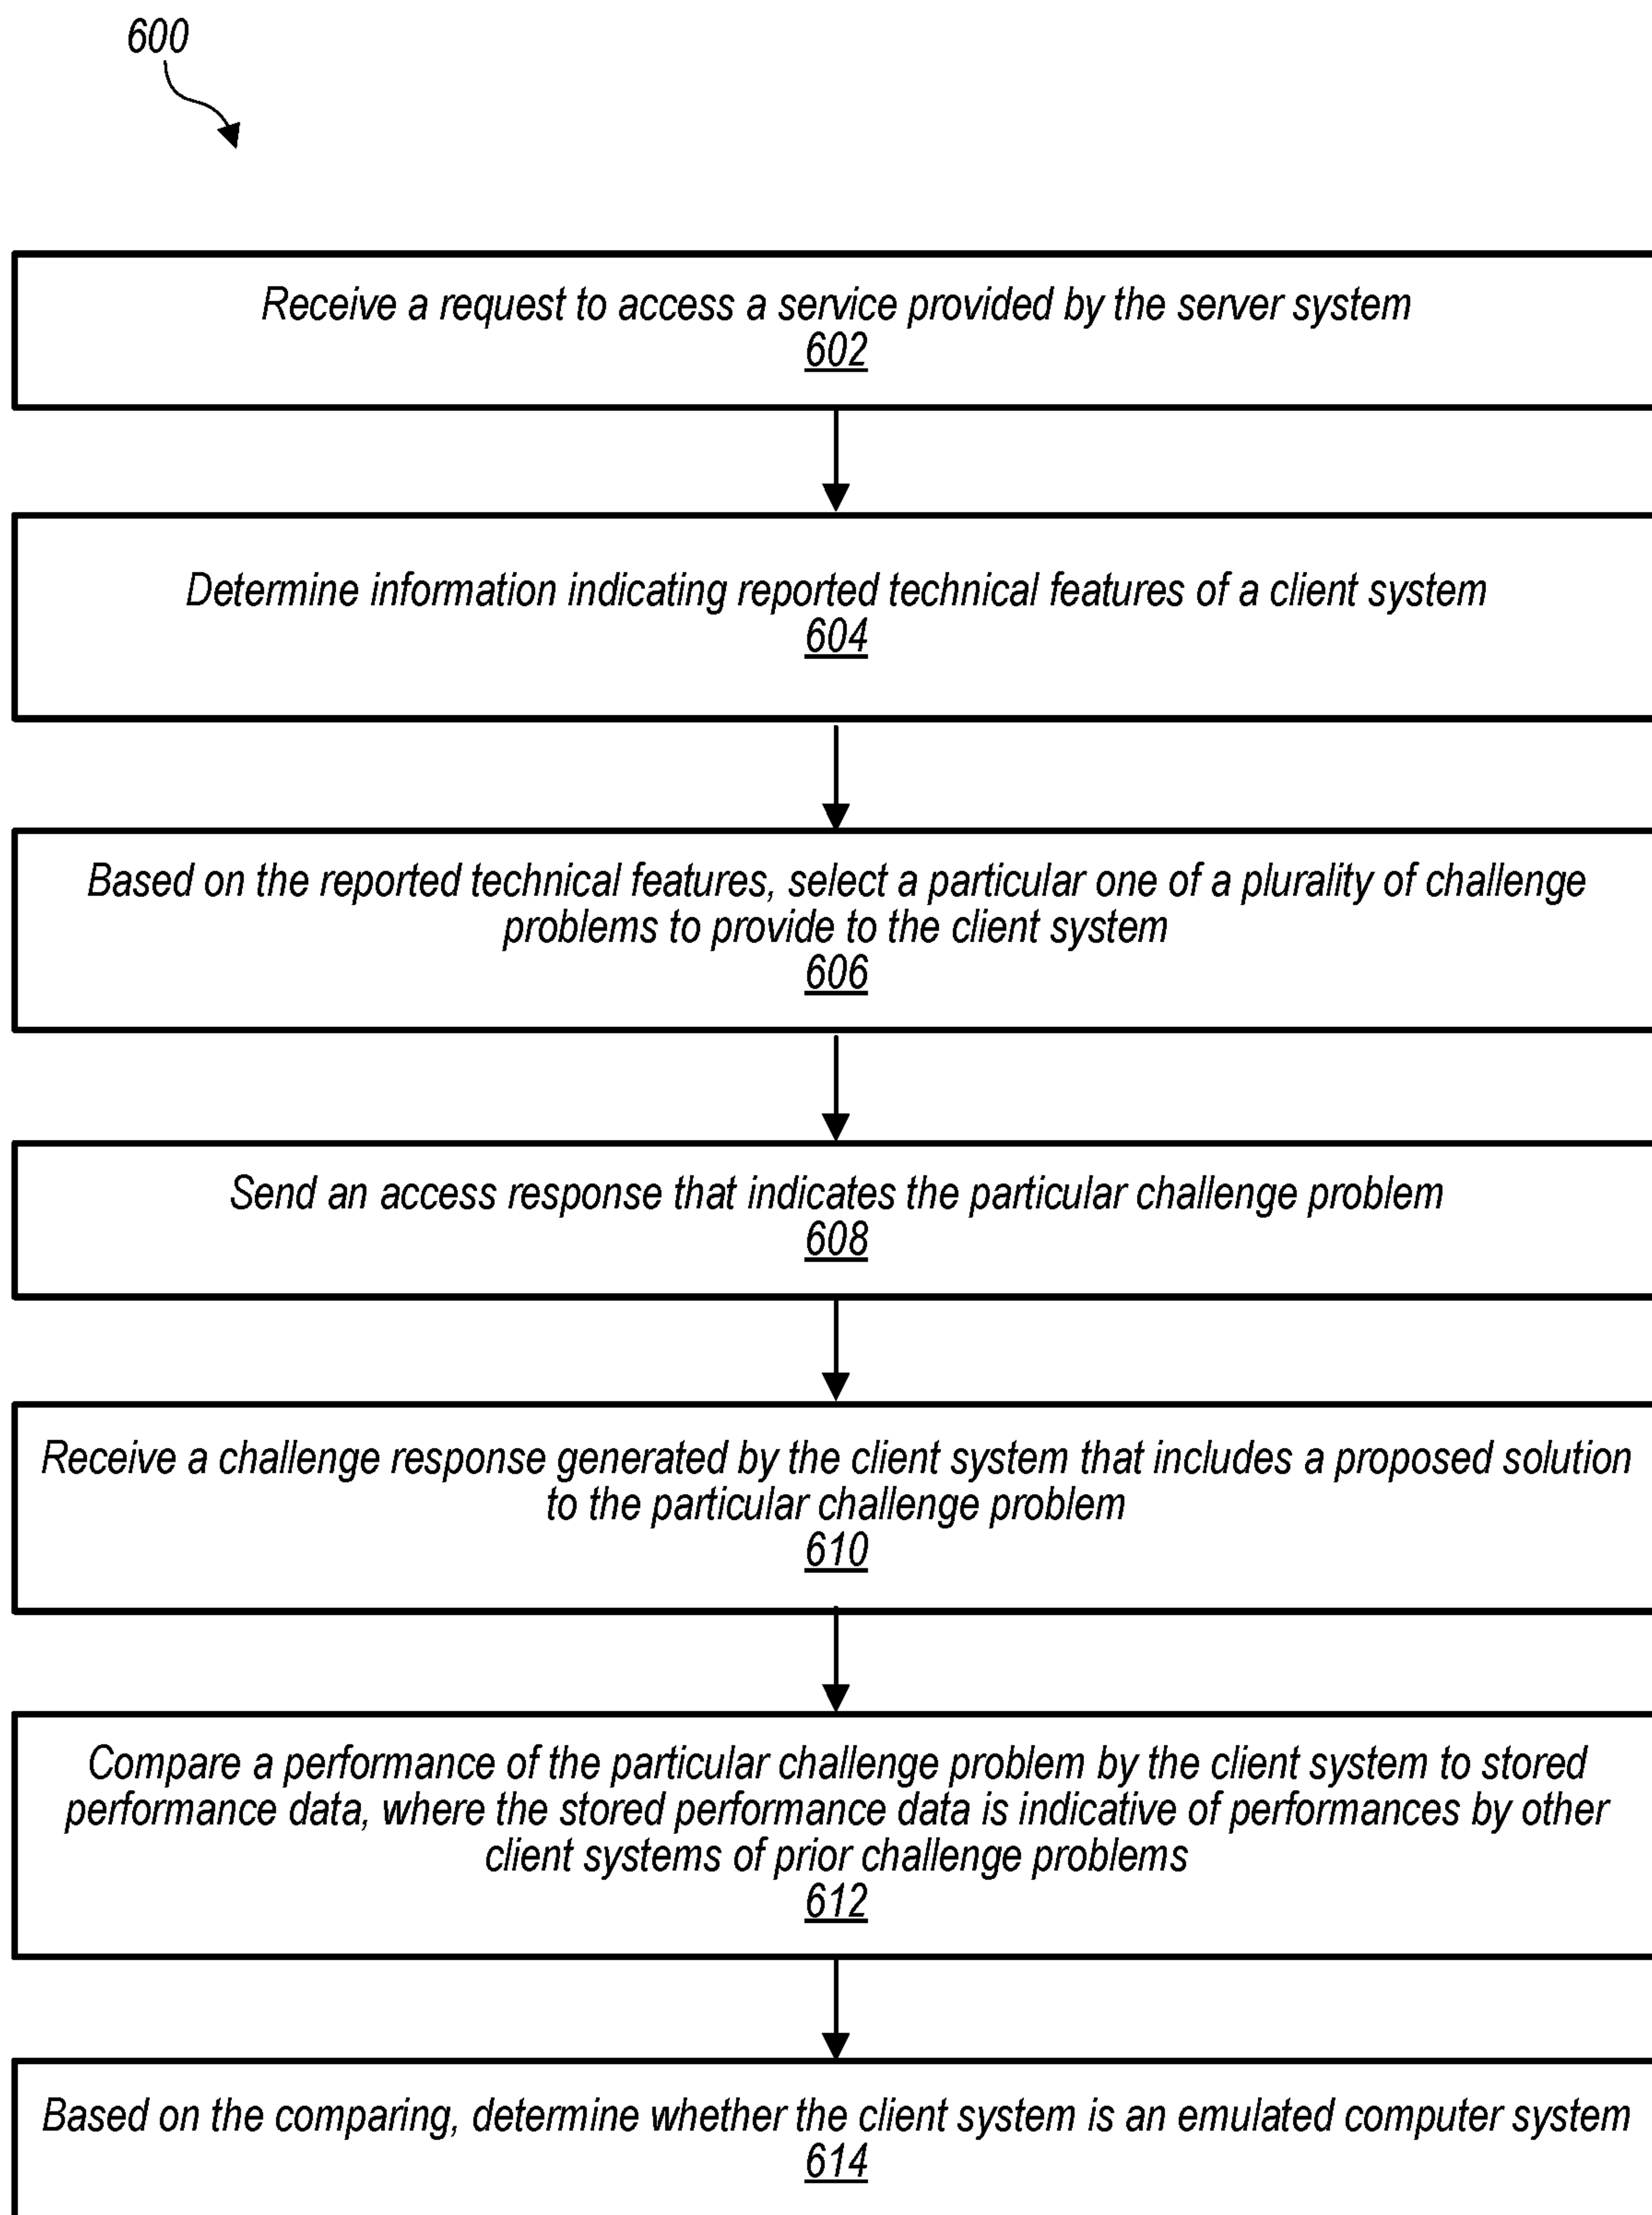 600
Receive a request to access a service provided by the server system
602
Determine information indicating reported technical features of a client system
604
Based on the reported technical features, select a particular one of a plurality of challenge
problems to provide to the client system
606
Send an access response that indicates the particular challenge problem
608
Receive a challenge response generated by the client system that includes a proposed solution
to the particular challenge problem
610
Compare a performance of the particular challenge problem by the client system to stored
performance data, where the stored performance data is indicative of performances by other
client systems of prior challenge problems
612
Based on the comparing, determine whether the client system is an emulated computer system
614